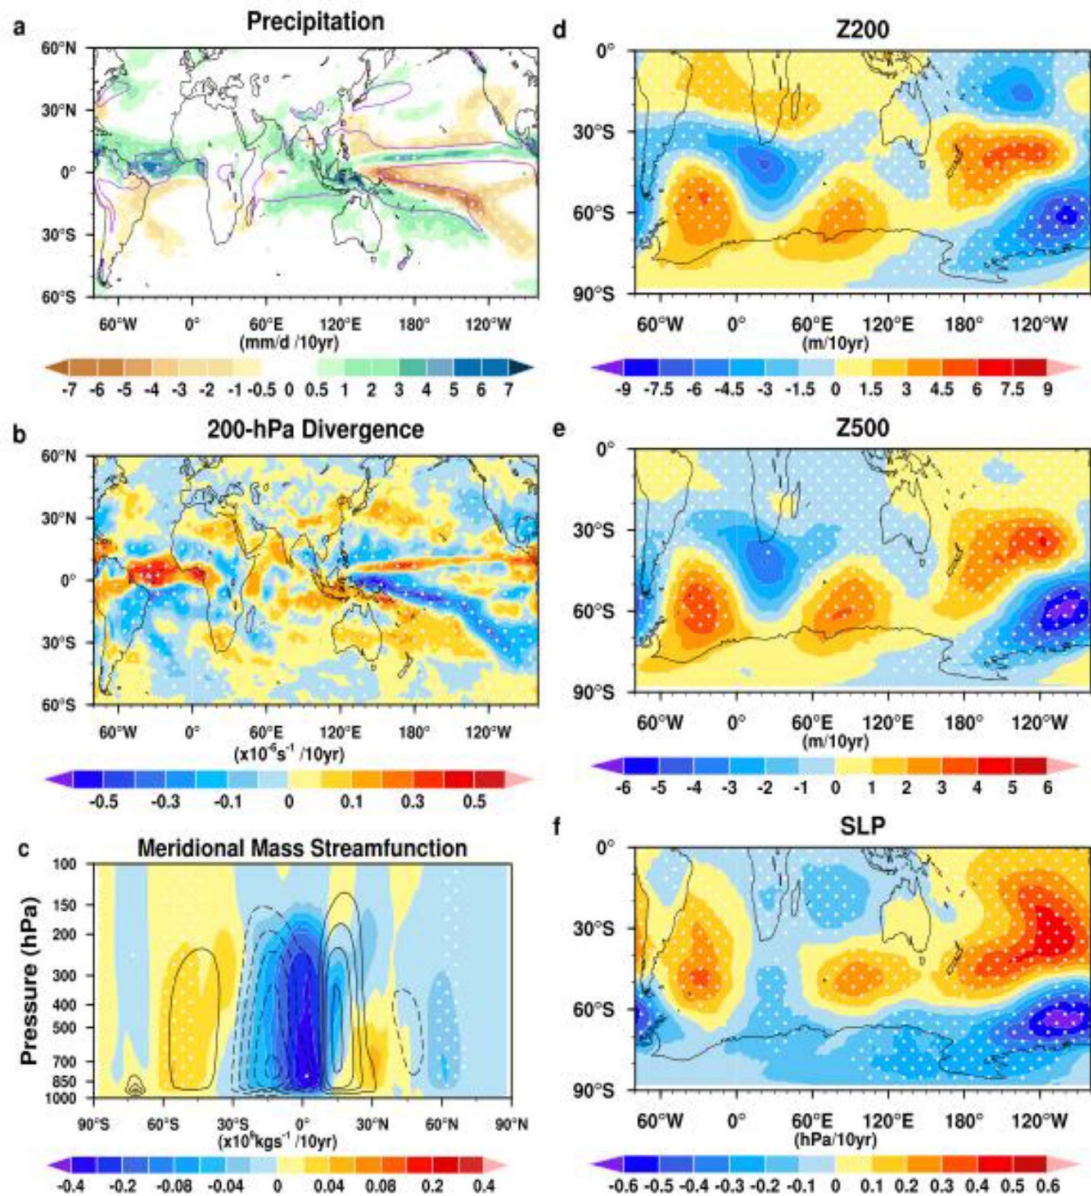 a
Precipitation
60°N
30°N
0°
30°S
60°S
60°W 0° 60°E 120°E 180° 120°W
(mm/d /10yr)
-7 -6 -5 -4 -3 -2 -1 -0.5 0 0.5 1 2 3 4 5 6 7
b
200-hPa Divergence
60°N
30°N
0°
30°S
60°S
60°W 0° 60°E 120°E 180° 120°W
(x10⁻⁶s⁻¹ /10yr)
-0.5 -0.3 -0.1 0 0.1 0.3 0.5
c
Meridional Mass Streamfunction
Pressure (hPa)
100
150
200
300
400
500
700
850
1000
90°S 60°S 30°S 0° 30°N 60°N 90°N
-0.4 -0.2 -0.08 -0.04 0 0.04 0.08 0.2 0.4
d
Z200
0°
30°S
60°S
90°S
60°W 0° 60°E 120°E 180° 120°W
(m/10yr)
-9 -7.5 -6 -4.5 -3 -1.5 0 1.5 3 4.5 6 7.5 9
e
Z500
0°
30°S
60°S
90°S
60°W 0° 60°E 120°E 180° 120°W
(m/10yr)
-6 -5 -4 -3 -2 -1 0 1 2 3 4 5 6
f
SLP
0°
30°S
60°S
90°S
60°W 0° 60°E 120°E 180° 120°W
(hPa/10yr)
-0.6 -0.5 -0.4 -0.3 -0.2 -0.1 0 0.1 0.2 0.3 0.4 0.5 0.6